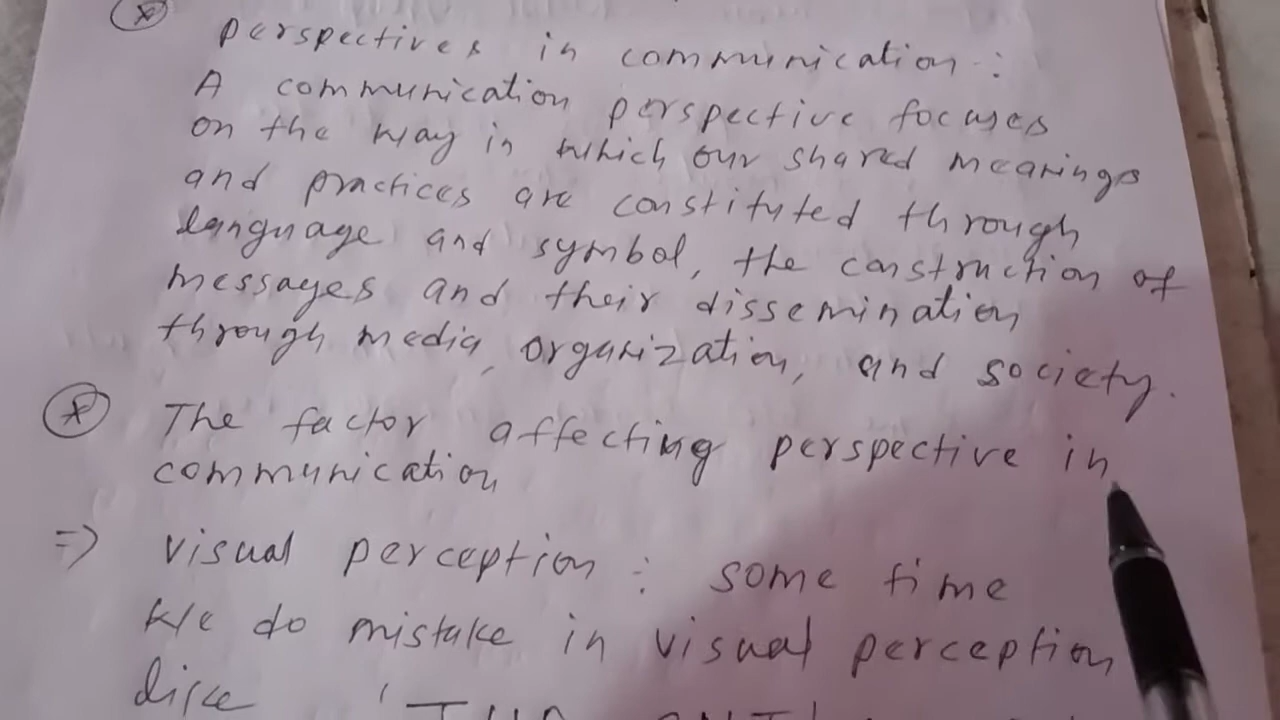 perspectives in communication :
A communication perspective focuses
on the way in which our shared meanings
and practices are constituted through
language and symbol, the construction of
messages and their dissemination
through media, organization, and society.
The factor affecting perspective in
communication
=> visual perception : some time
we do mistake in visual perception